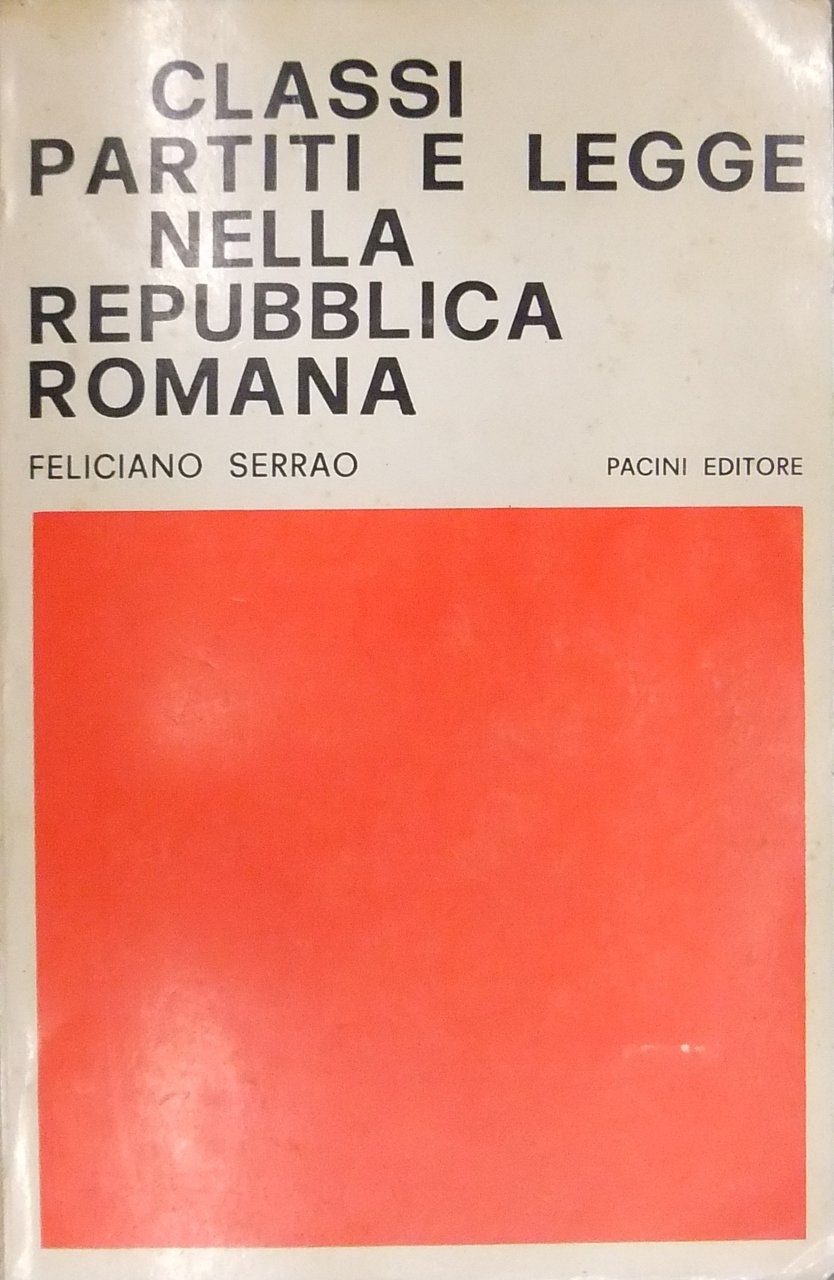 CLASSI
PARTITI E LEGGE
NELLA
REPUBBLICA
ROMANA
FELICIANO SERRAO PACINI EDITORE